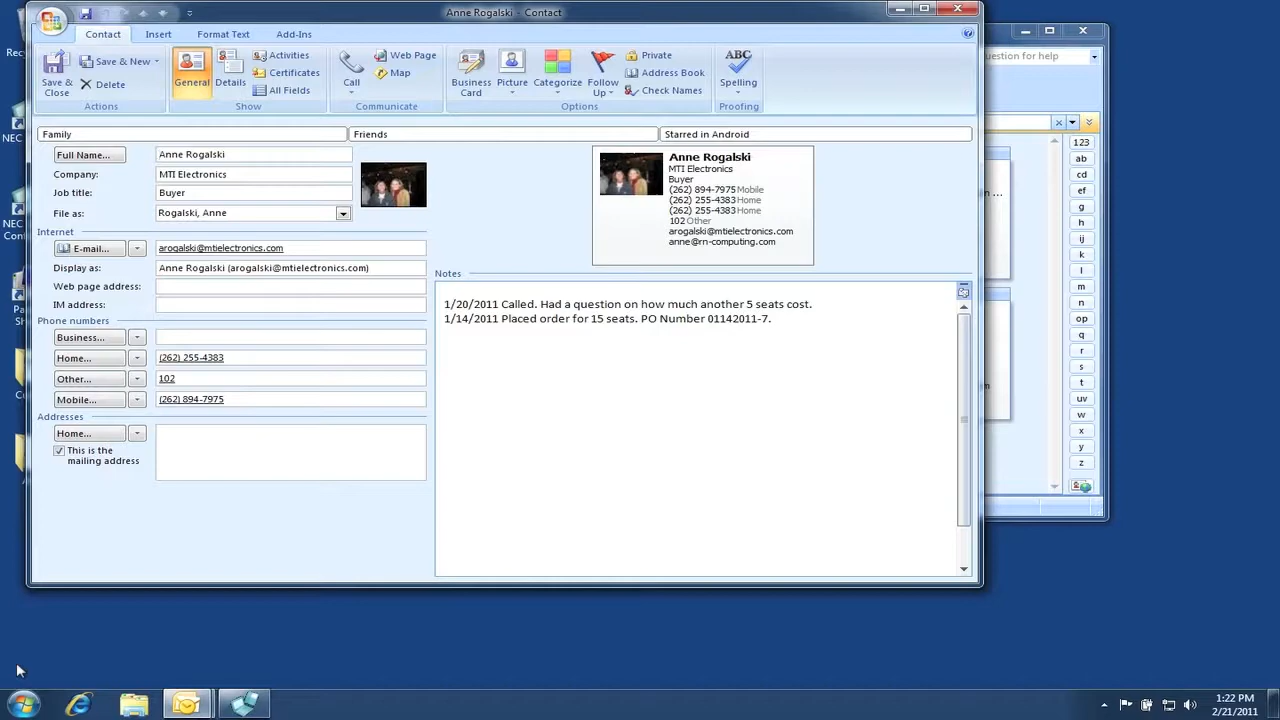 Anne Rogalski - Contact
Recy
Contact Insert Format Text Add-Ins
Save & Close
Save & New
Delete
Actions
General
Details
Activities
Certificates
All Fields
Show
Call
Web Page
Map
Communicate
Business Card
Picture
Categorize
Follow Up
Private
Address Book
Check Names
Options
ABC
Spelling
Proofing
uestion for help
Family
Friends
Starred in Android
Full Name... Anne Rogalski
Company: MTI Electronics
Job title: Buyer
File as: Rogalski, Anne
Internet
E-mail... arogalski@mtielectronics.com
Display as: Anne Rogalski (arogalski@mtielectronics.com)
Web page address:
IM address:
Phone numbers
Business...
Home... (262) 255-4383
Other... 102
Mobile... (262) 894-7975
Addresses
Home...
This is the
mailing address
Anne Rogalski
MTI Electronics
Buyer
(262) 894-7975 Mobile
(262) 255-4383 Home
(262) 255-4383 Home
102 Other
arogalski@mtielectronics.com
anne@rn-computing.com
Notes
1/20/2011 Called. Had a question on how much another 5 seats cost.
1/14/2011 Placed order for 15 seats. PO Number 01142011-7.
123
ab
cd
ef
g
h
ij
k
l
m
n
op
q
r
s
t
uv
w
x
y
z
n ...
m
NEC
NEC
Conf
Pa
S
1:22 PM
2/21/2011